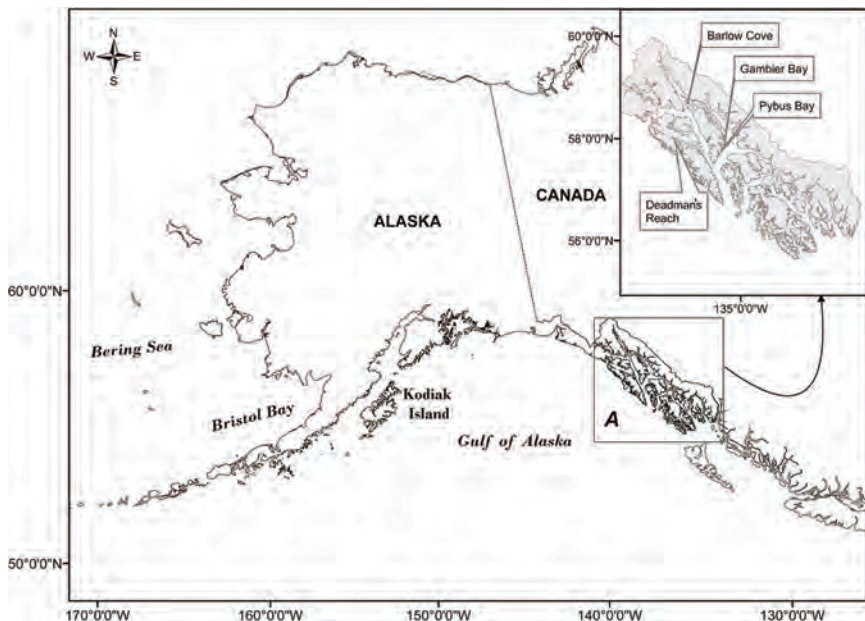 N
W E
S
60°0'0"N
Barlow Cove
Gambier Bay
Pybus Bay
58°0'0"N
CANADA
ALASKA
Deadman's
Reach
56°0'0"N
60°0'0"N
135°0'0"W
Bering Sea
Kodiak
Island
Bristol Bay
A
Gulf of Alaska
50°0'0"N
170°0'0"W
160°0'0"W
150°0'0"W
140°0'0"W
130°0'0"W